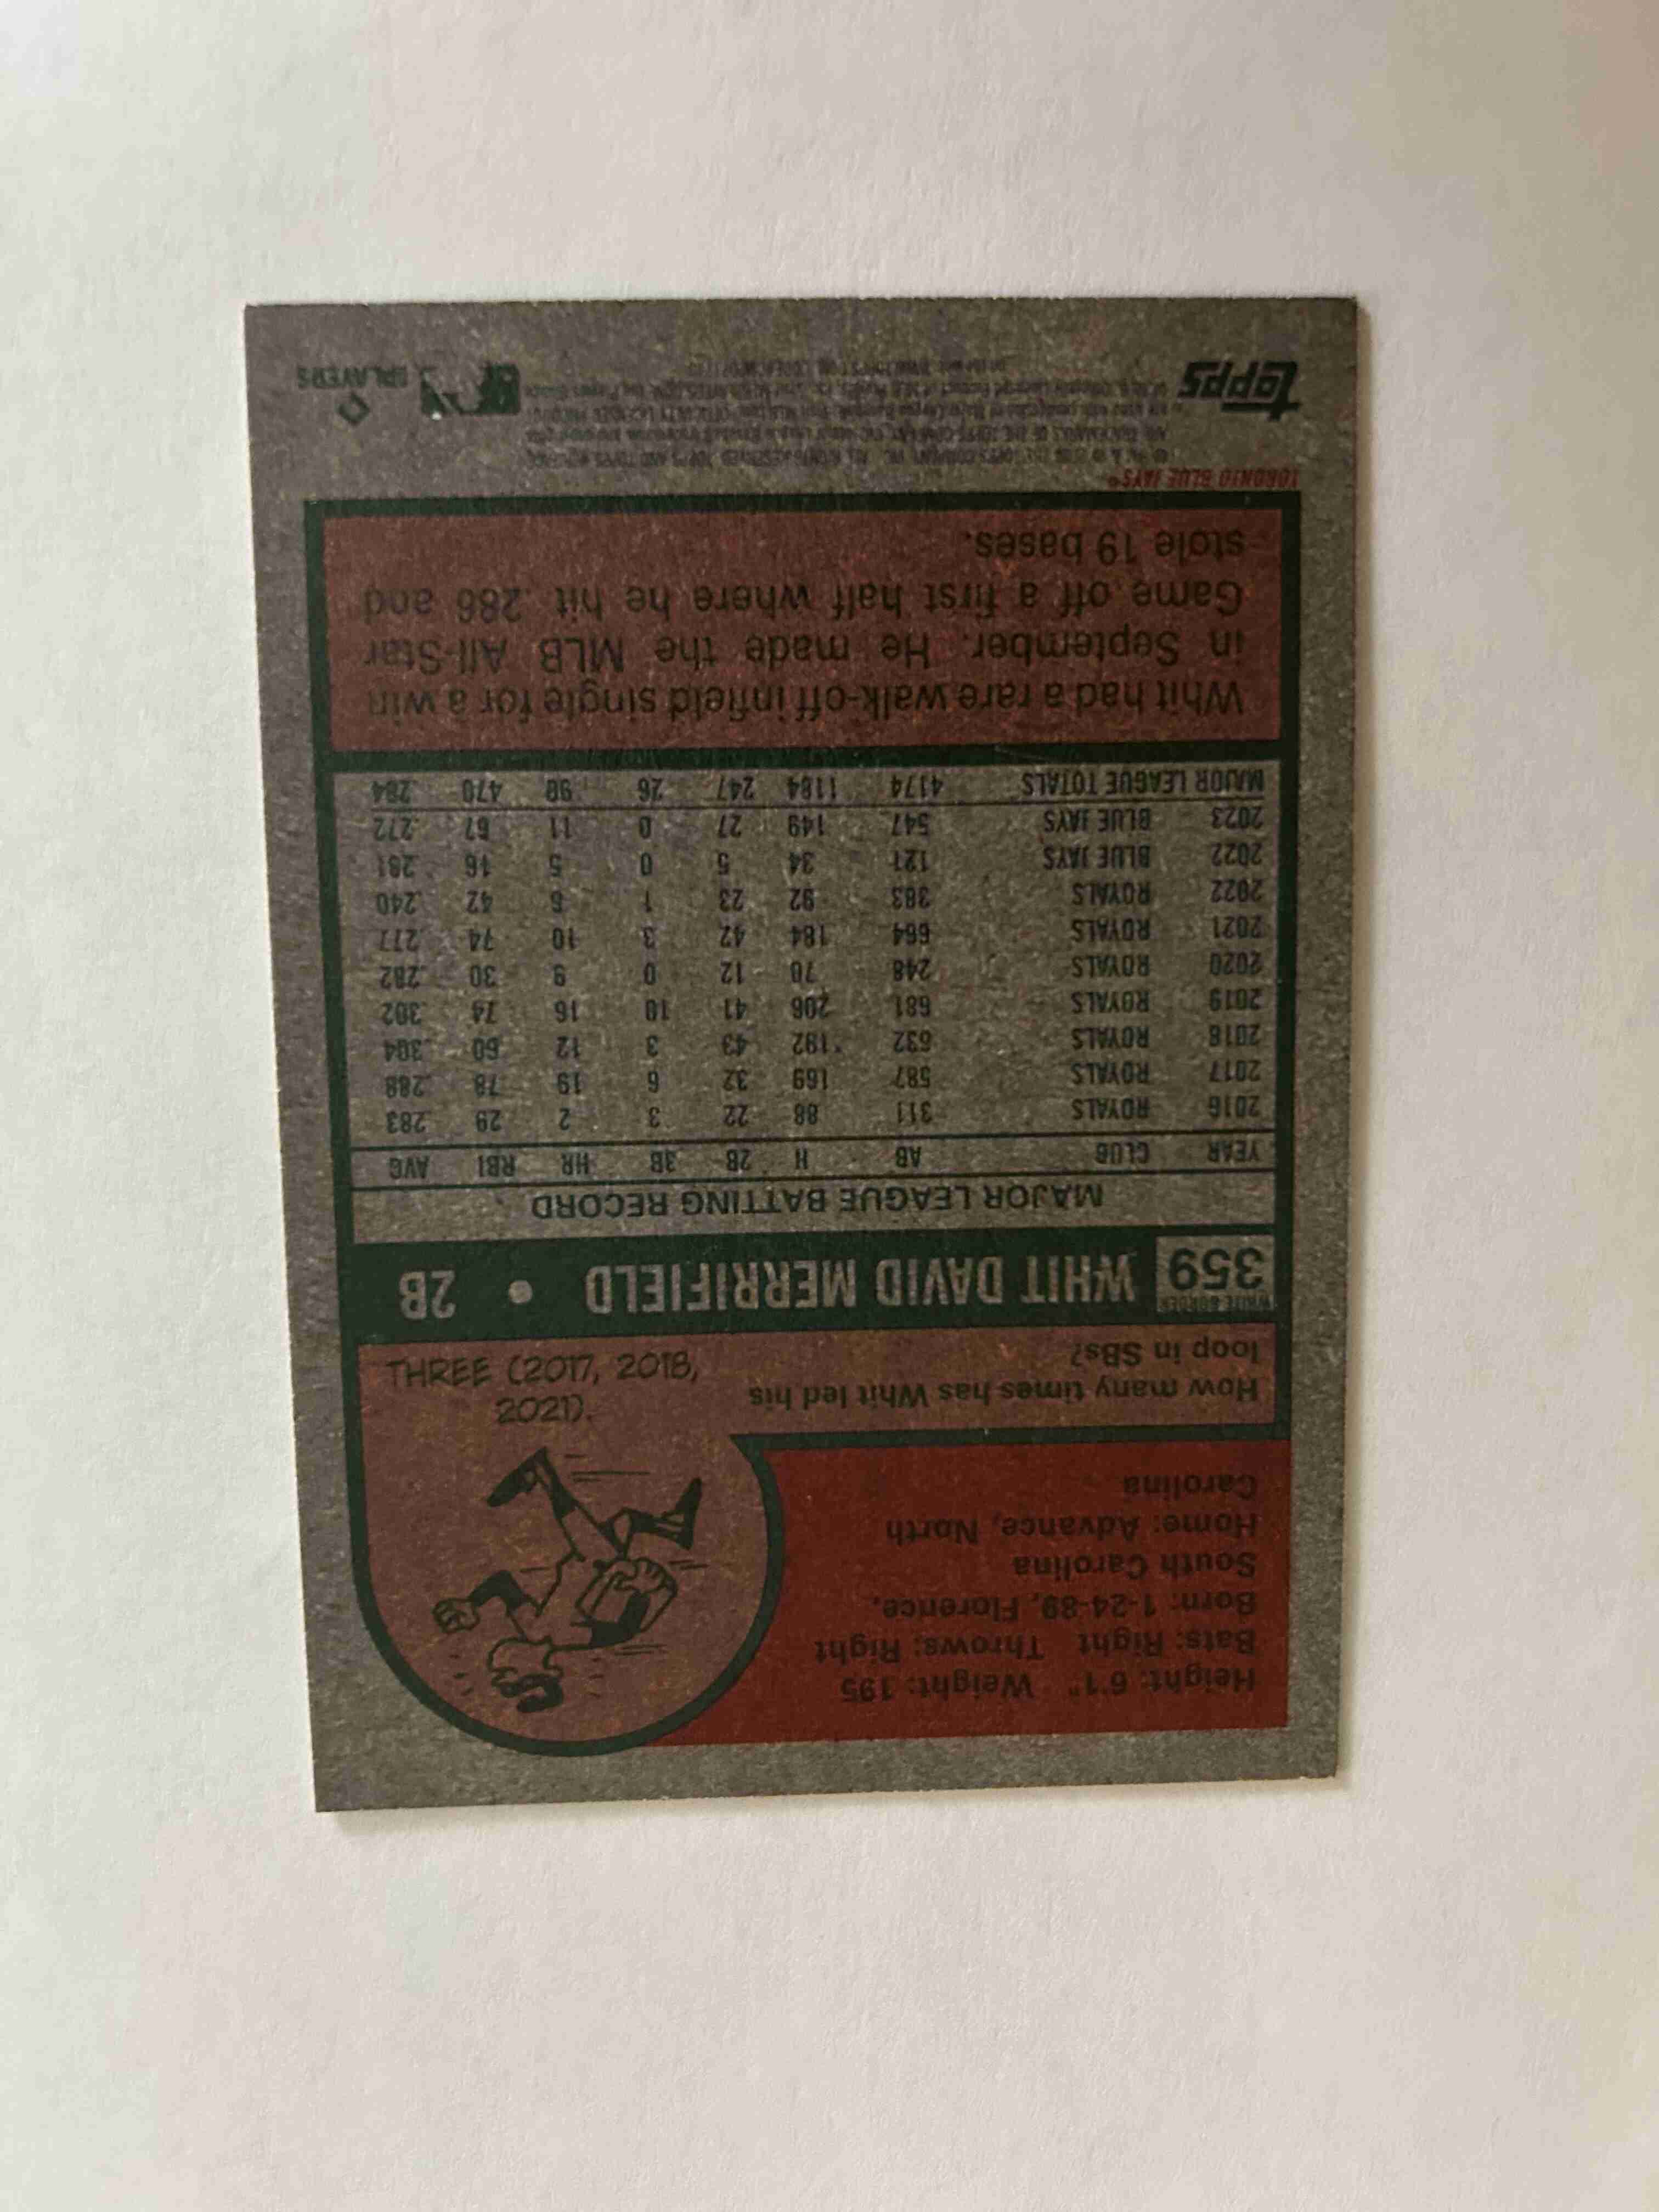 Height: 6'1" Weight: 195
Bats: Right Throws: Right
Born: 1-24-89, Florence,
South Carolina
Home: Advance, North
Carolina
How many times has Whit led his
loop in SBs?
THREE (2017, 2018,
2021).
WHITE BORDER
359 WHIT DAVID MERRIFIELD • 2B
MAJOR LEAGUE BATTING RECORD
YEAR CLUB AB H 2B 3B HR RBI AVG
2016 ROYALS 311 88 22 3 2 29 .283
2017 ROYALS 587 169 32 6 19 78 .288
2018 ROYALS 632 192 43 3 12 60 .304
2019 ROYALS 681 206 41 10 16 74 .302
2020 ROYALS 248 70 12 0 9 30 .282
2021 ROYALS 664 184 42 3 10 74 .277
2022 ROYALS 383 92 23 1 6 42 .240
2022 BLUE JAYS 121 34 5 0 5 16 .281
2023 BLUE JAYS 547 149 27 0 11 67 .272
MAJOR LEAGUE TOTALS 4174 1184 247 26 90 470 .284
Whit had a rare walk-off infield single for a win
in September. He made the MLB All-Star
Game off a first half where he hit .286 and
stole 19 bases.
TORONTO BLUE JAYS®
topps
PLAYERS